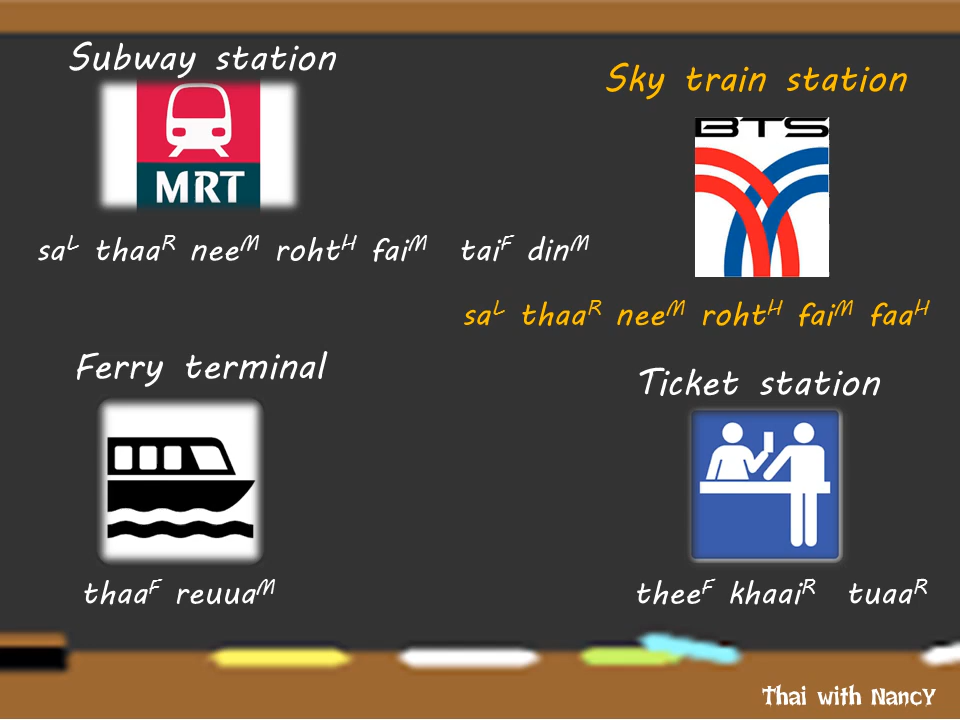 Subway station
MRT
saL thaaR neeM rohtH faiM taiF dinM
Sky train station
BTS
saL thaaR neeM rohtH faiM faaH
Ferry terminal
thaaF reuuaM
Ticket station
theeF khaaiR tuaaR
Thai with NancY